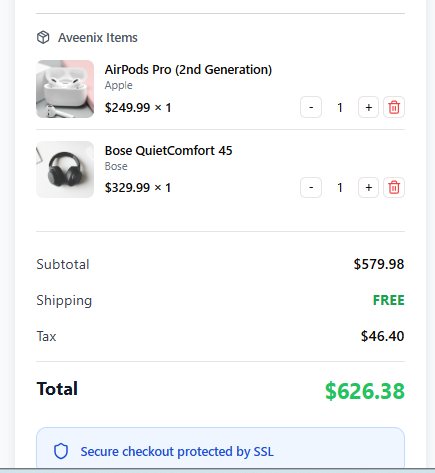 Aveenix Items
AirPods Pro (2nd Generation)
Apple
$249.99 × 1
- 1 +
Bose QuietComfort 45
Bose
$329.99 × 1
- 1 +
Subtotal $579.98
Shipping FREE
Tax $46.40
Total $626.38
Secure checkout protected by SSL